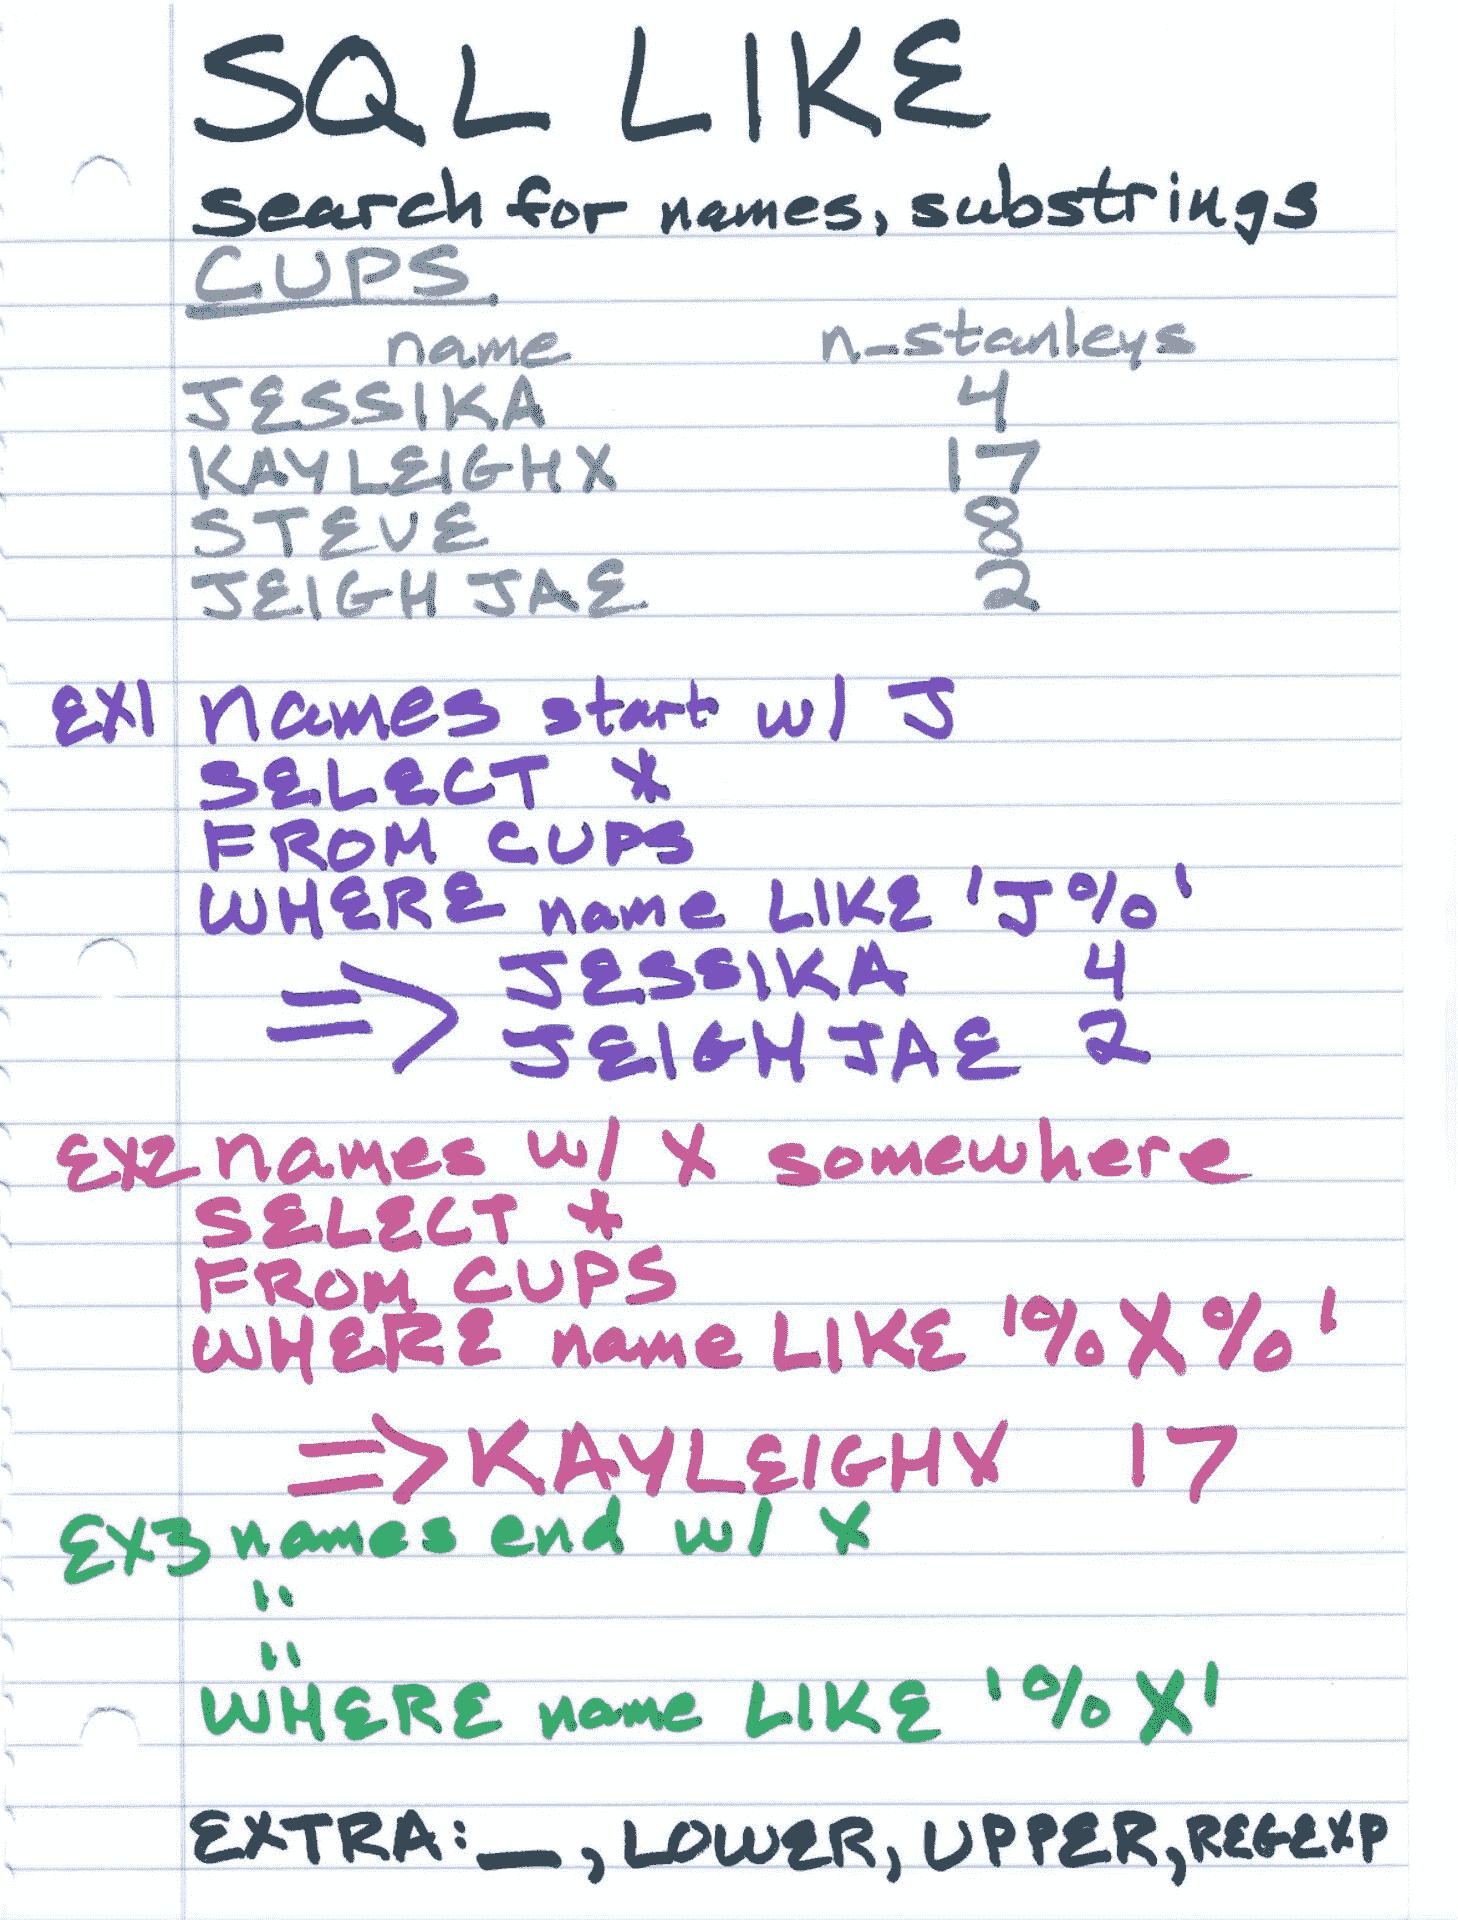 SQL LIKE
search for names, substrings
CUPS
name n_stanleys
JESSIKA 4
KAYLEIGHX 17
STEVE 8
JEIGH JAE 2
EX1 names start w/ J
SELECT *
FROM CUPS
WHERE name LIKE 'J%'
=> JESSIKA 4
JEIGH JAE 2
EX2 names w/ X somewhere
SELECT *
FROM CUPS
WHERE name LIKE '%X%'
=> KAYLEIGHX 17
EX3 names end w/ X
"
"
WHERE name LIKE '%X'
EXTRA: _, LOWER, UPPER, REGEXP